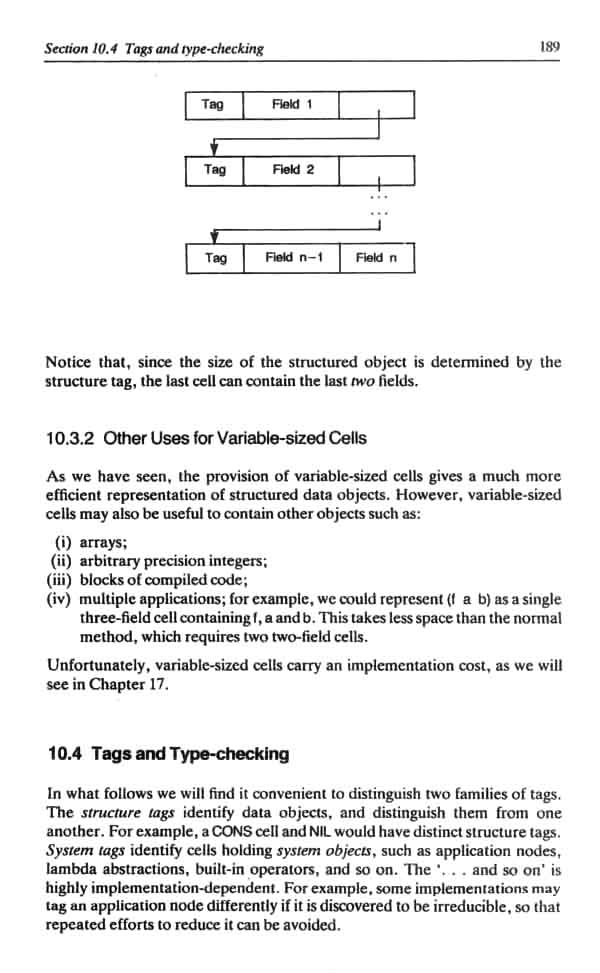 Section 10.4 Tags and type-checking 189
Tag Field 1
Tag Field 2
...
...
Tag Field n-1 Field n
Notice that, since the size of the structured object is determined by the
structure tag, the last cell can contain the last two fields.
10.3.2 Other Uses for Variable-sized Cells
As we have seen, the provision of variable-sized cells gives a much more
efficient representation of structured data objects. However, variable-sized
cells may also be useful to contain other objects such as:
(i) arrays;
(ii) arbitrary precision integers;
(iii) blocks of compiled code;
(iv) multiple applications; for example, we could represent (f a b) as a single
three-field cell containing f, a and b. This takes less space than the normal
method, which requires two two-field cells.
Unfortunately, variable-sized cells carry an implementation cost, as we will
see in Chapter 17.
10.4 Tags and Type-checking
In what follows we will find it convenient to distinguish two families of tags.
The structure tags identify data objects, and distinguish them from one
another. For example, a CONS cell and NIL would have distinct structure tags.
System tags identify cells holding system objects, such as application nodes,
lambda abstractions, built-in operators, and so on. The '. . . and so on' is
highly implementation-dependent. For example, some implementations may
tag an application node differently if it is discovered to be irreducible, so that
repeated efforts to reduce it can be avoided.